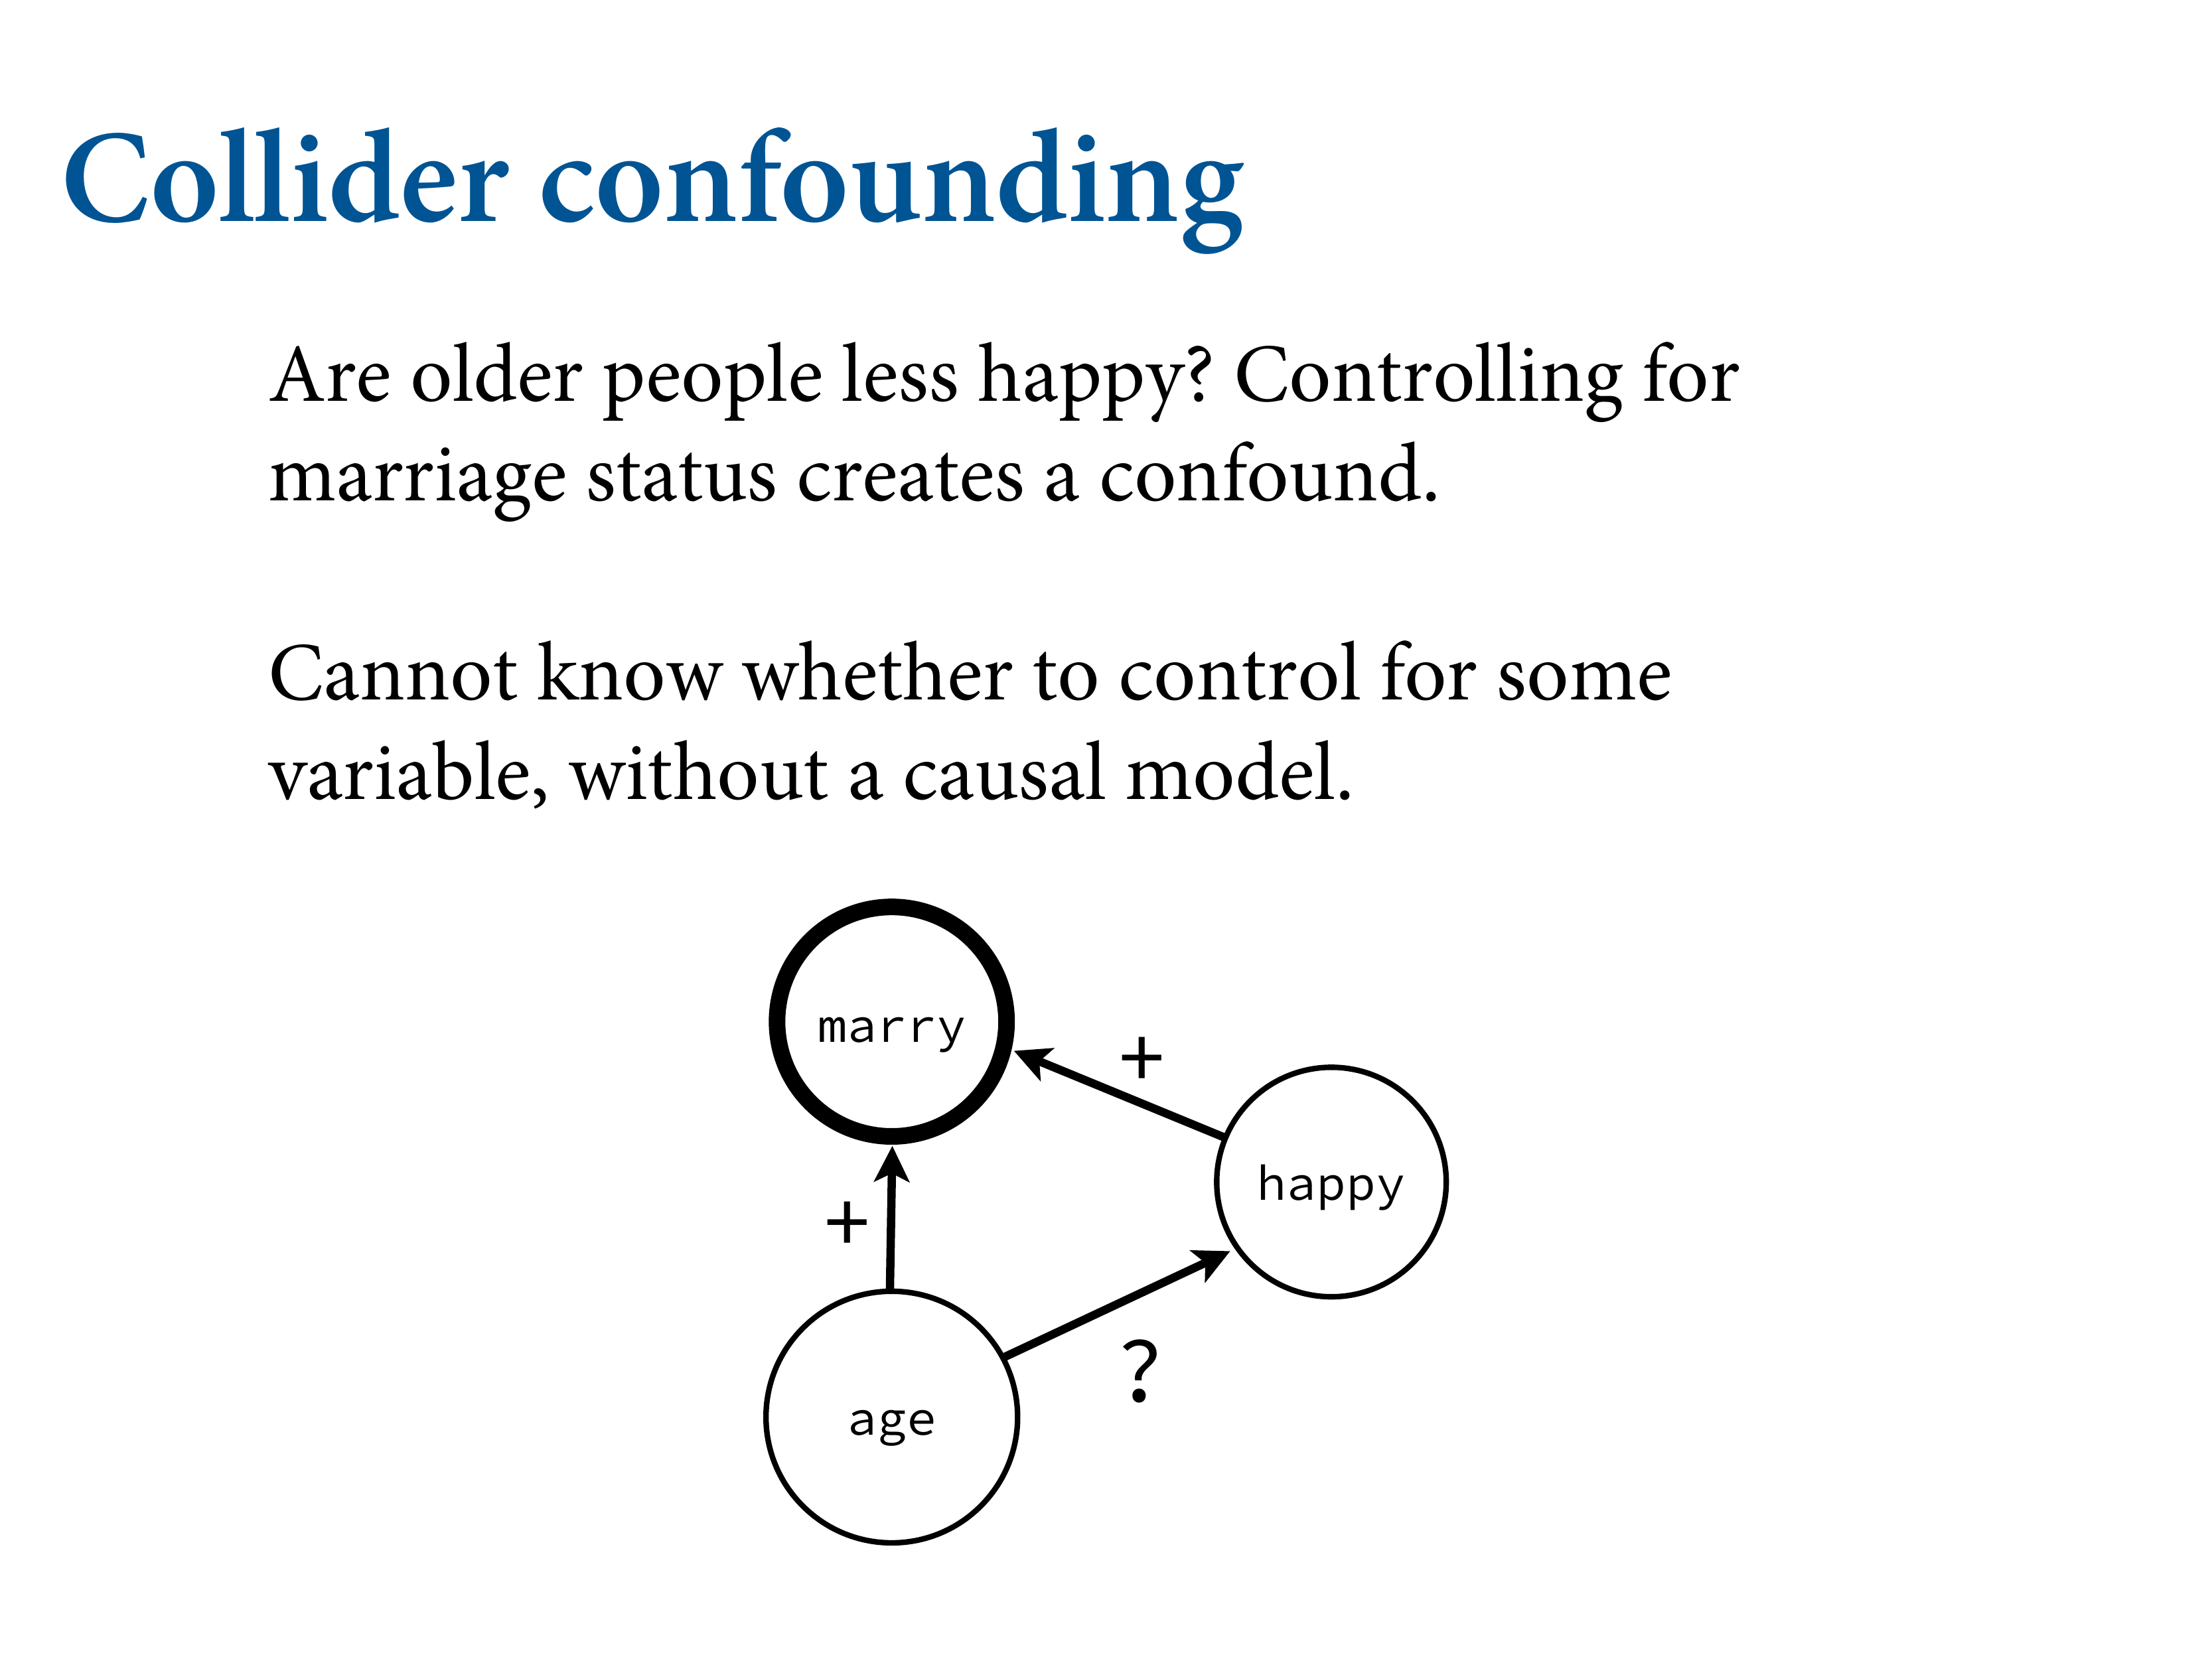 Collider confounding
Are older people less happy? Controlling for
marriage status creates a confound.
Cannot know whether to control for some
variable, without a causal model.
marry
+
happy
+
?
age